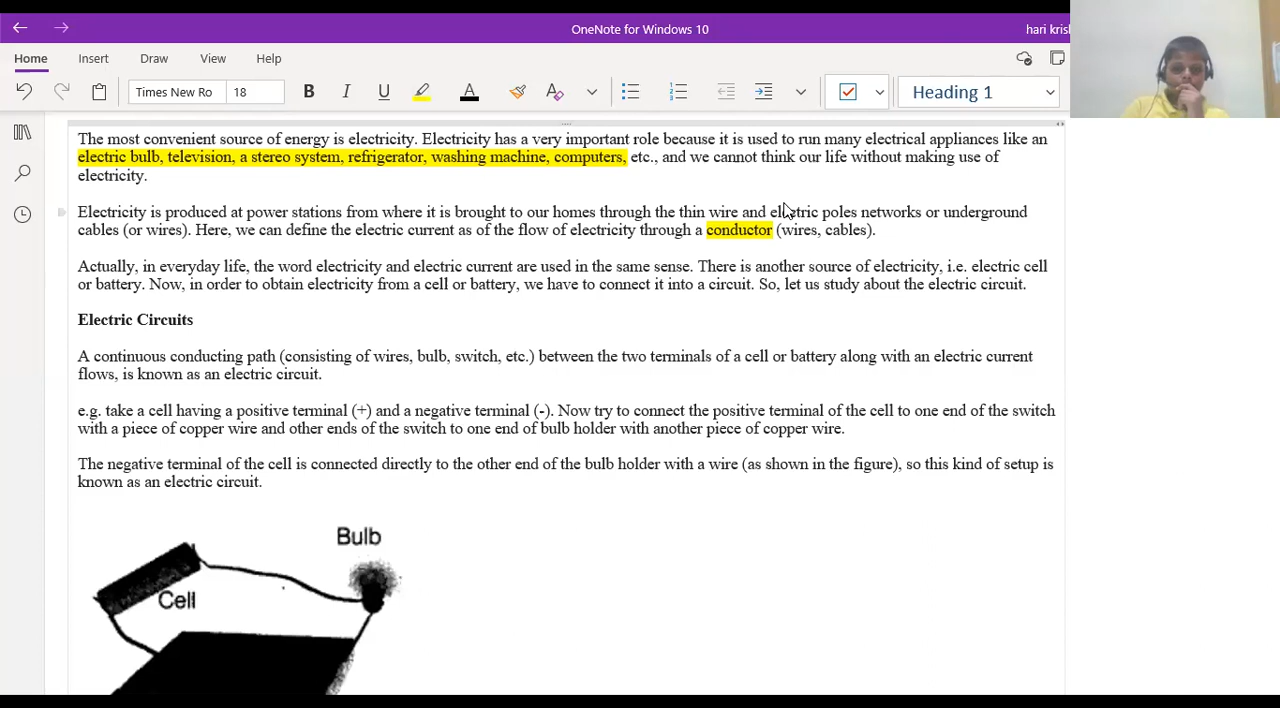 OneNote for Windows 10
hari krish
Home Insert Draw View Help
Times New Ro 18 B I U A A Heading 1
The most convenient source of energy is electricity. Electricity has a very important role because it is used to run many electrical appliances like an
electric bulb, television, a stereo system, refrigerator, washing machine, computers, etc., and we cannot think our life without making use of
electricity.
Electricity is produced at power stations from where it is brought to our homes through the thin wire and electric poles networks or underground
cables (or wires). Here, we can define the electric current as of the flow of electricity through a conductor (wires, cables).
Actually, in everyday life, the word electricity and electric current are used in the same sense. There is another source of electricity, i.e. electric cell
or battery. Now, in order to obtain electricity from a cell or battery, we have to connect it into a circuit. So, let us study about the electric circuit.
Electric Circuits
A continuous conducting path (consisting of wires, bulb, switch, etc.) between the two terminals of a cell or battery along with an electric current
flows, is known as an electric circuit.
e.g. take a cell having a positive terminal (+) and a negative terminal (-). Now try to connect the positive terminal of the cell to one end of the switch
with a piece of copper wire and other ends of the switch to one end of bulb holder with another piece of copper wire.
The negative terminal of the cell is connected directly to the other end of the bulb holder with a wire (as shown in the figure), so this kind of setup is
known as an electric circuit.
Bulb
Cell